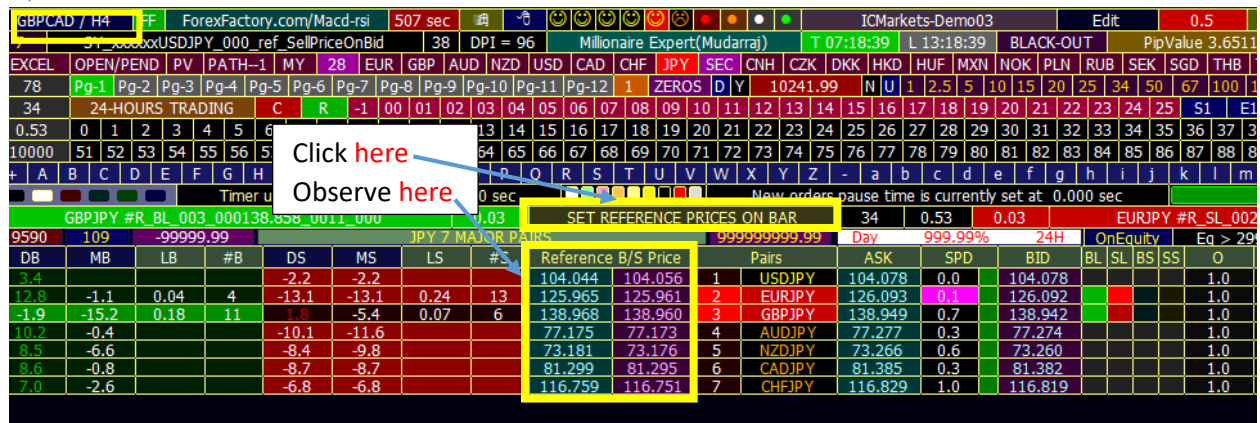 GBPCAD / H4 FF ForexFactory.com/Macd-rsi 507 sec ICMarkets-Demo03 Edit 0.5
USDJPY_000_ref_SellPriceOnBid 38 DPI = 96 Millionaire Expert(Mudarraj) T 07:18:39 L 13:18:39 BLACK-OUT PipValue 3.6511
EXCEL OPEN/PEND PV PATH--1 MY 28 EUR GBP AUD NZD USD CAD CHF JPY SEC CNH CZK DKK HKD HUF MXN NOK PLN RUB SEK SGD THB
78 Pg-1 Pg-2 Pg-3 Pg-4 Pg-5 Pg-6 Pg-7 Pg-8 Pg-9 Pg-10 Pg-11 Pg-12 1 ZEROS D Y 10241.99 N U 1 2.5 5 10 15 20 25 34 50 67 100
34 24-HOURS TRADING C R -1 00 01 02 03 04 05 06 07 08 09 10 11 12 13 14 15 16 17 18 19 20 21 22 23 24 25 S1 E1
0.53 0 1 2 3 4 5 13 14 15 16 17 18 19 20 21 22 23 24 25 26 27 28 29 30 31 32 33 34 35 36 37
10000 51 52 53 54 55 56 64 65 66 67 68 69 70 71 72 73 74 75 76 77 78 79 80 81 82 83 84 85 86 87 88
Click here
+ A B C D E F G H P Q R S T U V W X Y Z - a b c d e f g h i j k l m
Observe here
Timer 0 sec New orders pause time is currently set at 0.000 sec
GBPJPY #R_BL_003_000138.858_0011_000 0.03 SET REFERENCE PRICES ON BAR 34 0.53 0.03 EURJPY #R_SL_002
9590 109 -99999.99 JPY 7 MAJOR PAIRS 999999999.99 Day 999.99% 24H OnEquity Eq > 29
DB MB LB #B DS MS LS #S Reference B/S Price Pairs ASK SPD BID BL SL BS SS O
3.4 -2.2 -2.2 104.044 104.056 1 USDJPY 104.078 0.0 104.078 1.0
12.8 -1.1 0.04 4 -13.1 -13.1 0.24 13 125.965 125.961 2 EURJPY 126.093 0.1 126.092 1.0
-1.9 -15.2 0.18 11 1.8 -5.4 0.07 6 138.968 138.960 3 GBPJPY 138.949 0.7 138.942 1.0
10.2 -0.4 -10.1 -11.6 77.175 77.173 4 AUDJPY 77.277 0.3 77.274 1.0
8.5 -6.6 -8.4 -9.8 73.181 73.176 5 NZDJPY 73.266 0.6 73.260 1.0
8.6 -0.8 -8.7 -8.7 81.299 81.295 6 CADJPY 81.385 0.3 81.382 1.0
7.0 -2.6 -6.8 -6.8 116.759 116.751 7 CHFJPY 116.829 1.0 116.819 1.0